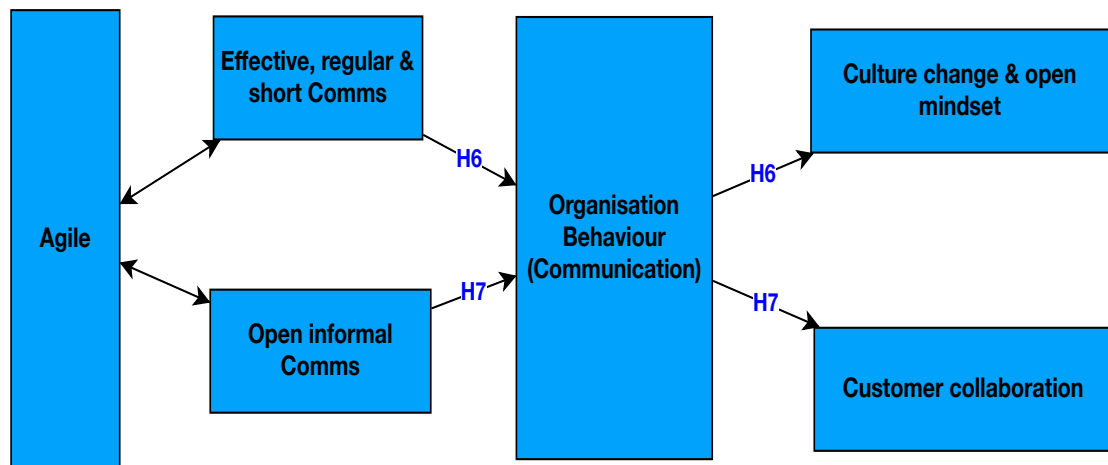 Agile
Effective, regular &
short Comms
H6
Open informal
Comms
H7
Organisation
Behaviour
(Communication)
H6
Culture change & open
mindset
H7
Customer collaboration